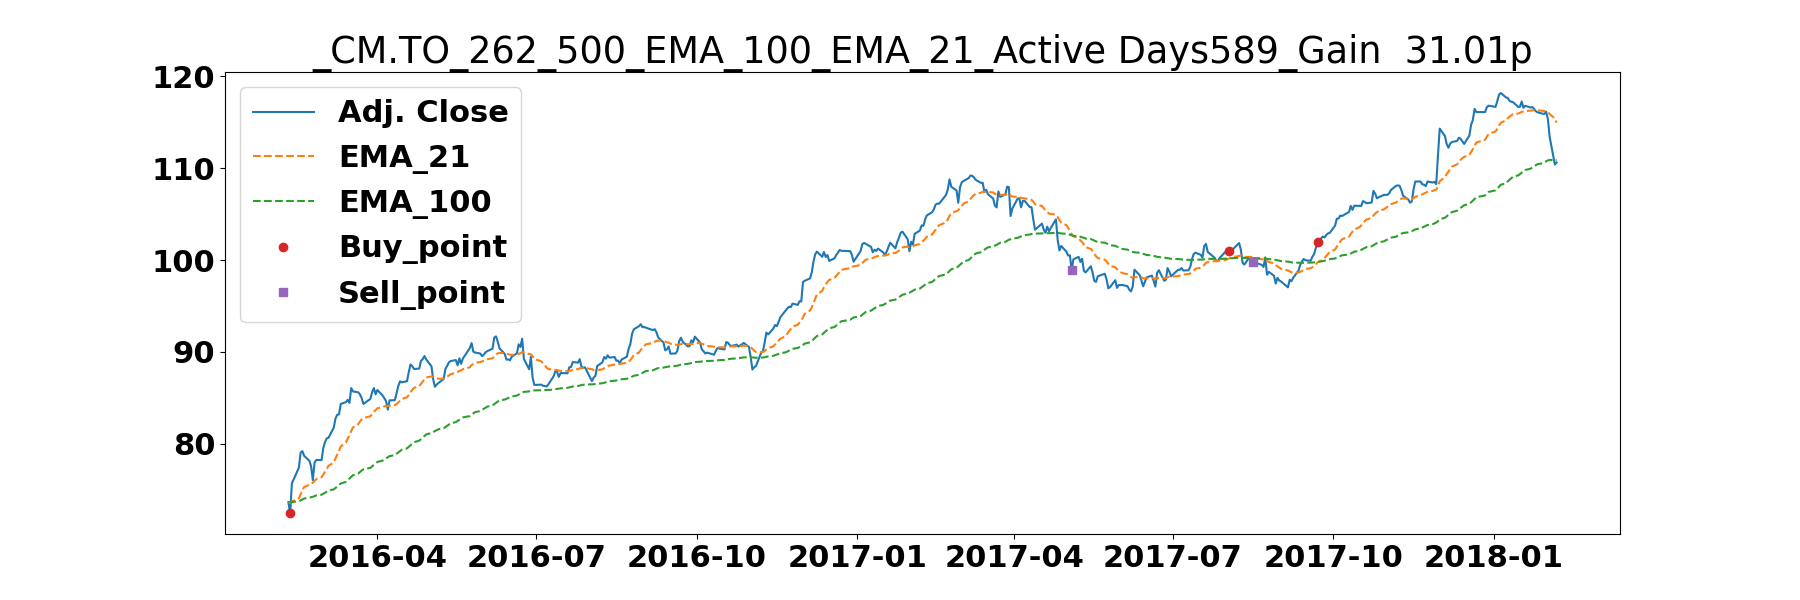 _CM.TO_262_500_EMA_100_EMA_21_Active Days589_Gain  31.01p
120
110
100
90
80
Adj. Close
EMA_21
EMA_100
Buy_point
Sell_point
2016-04 2016-07 2016-10 2017-01 2017-04 2017-07 2017-10 2018-01